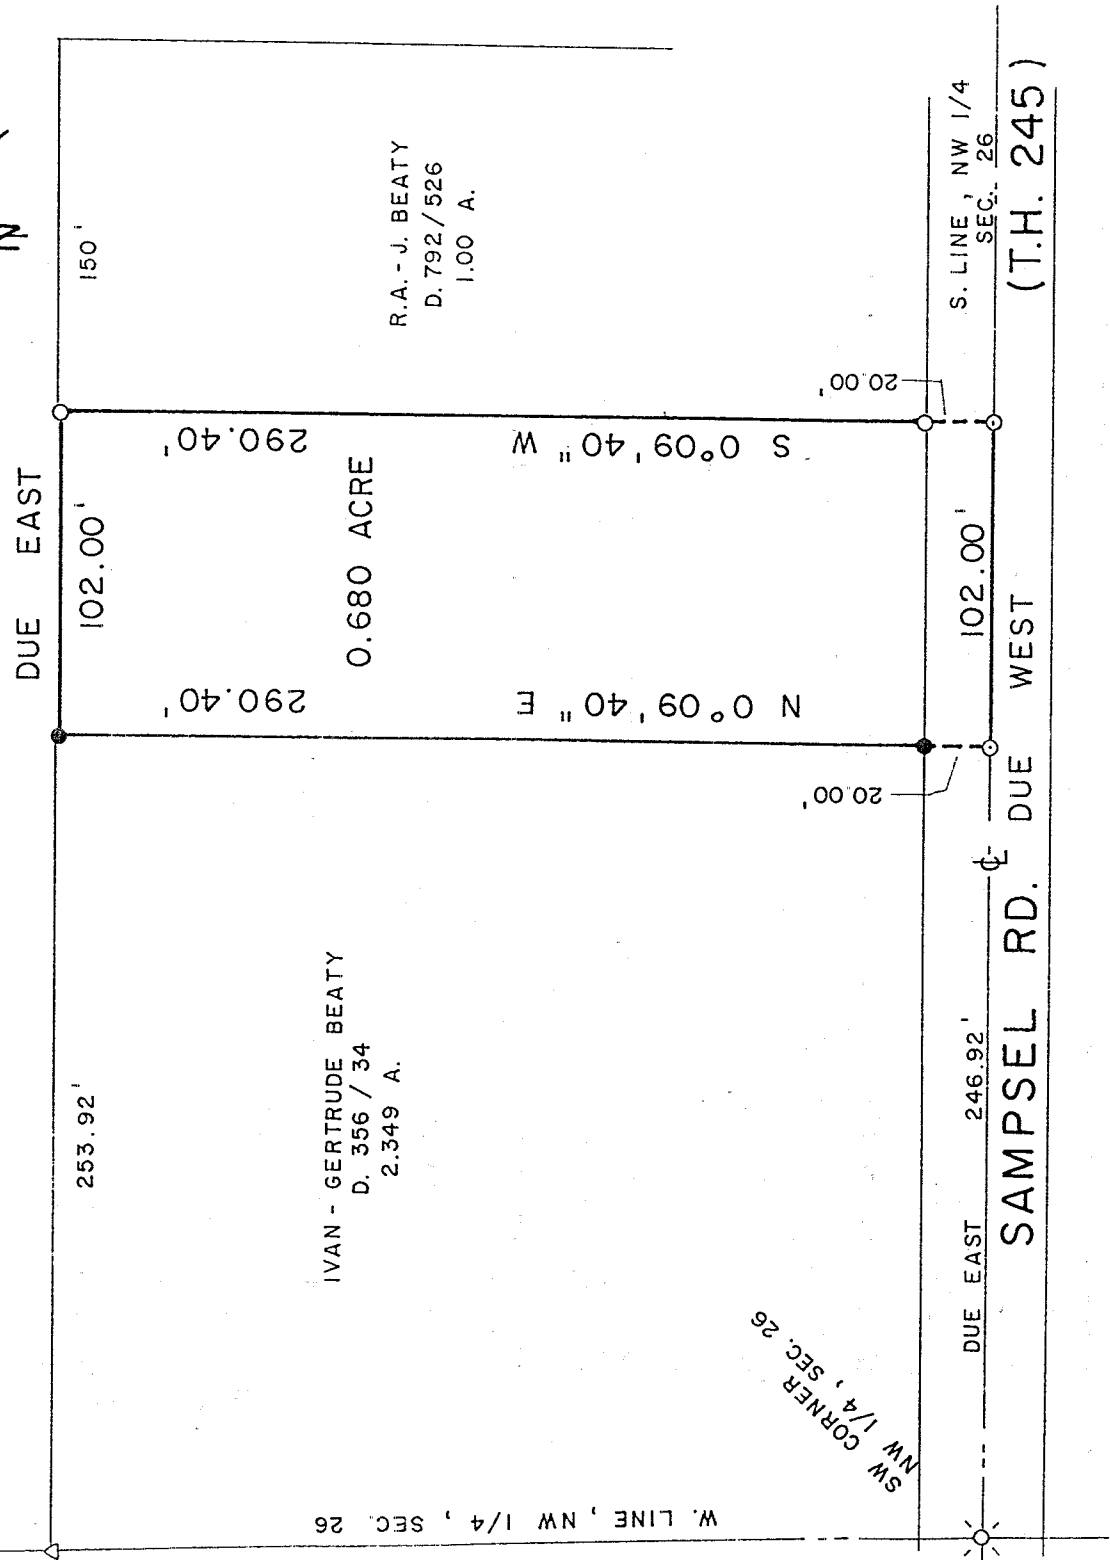 IN
DUE EAST
253.92'
102.00'
150'
290.40'
290.40'
0.680 ACRE
R.A.-J. BEATY
D. 792/526
1.00 A.
IVAN - GERTRUDE BEATY
D. 356 / 34
2.349 A.
N 0°09'40" E
S 0°09'40" W
20.00'
20.00'
W. LINE, NW 1/4, SEC. 26
SW CORNER
NW 1/4, SEC. 26
S. LINE, NW 1/4
SEC. 26
DUE EAST 246.92'
102.00'
DUE WEST
SAMPSEL RD. ℄ (T.H. 245)